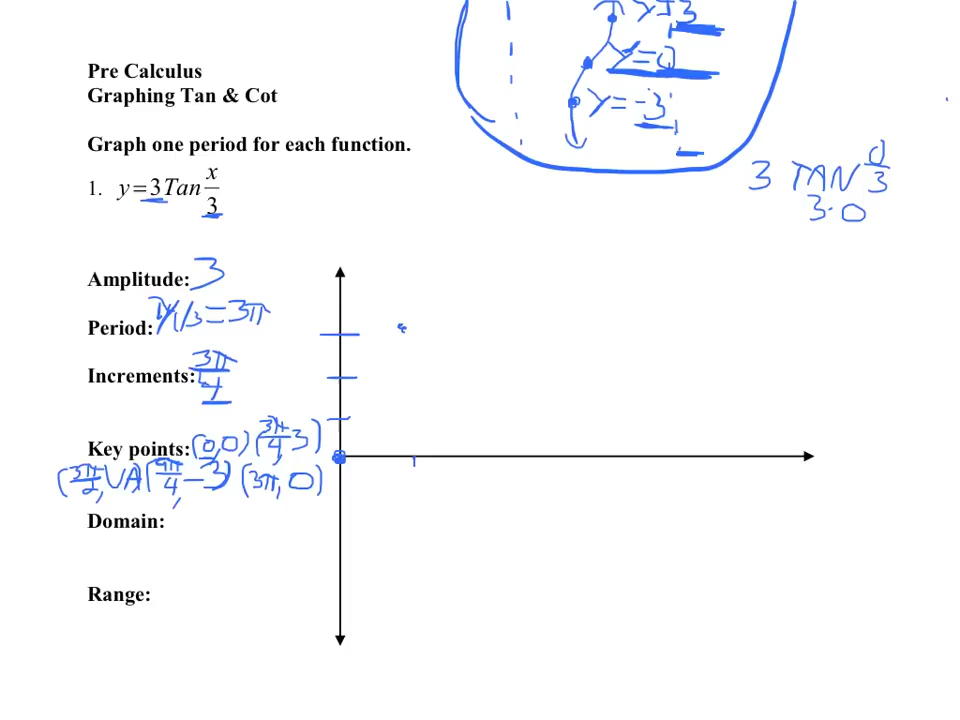 Y=3
Y=0
Y=-3
Pre Calculus
Graphing Tan & Cot
Graph one period for each function.
1. y=3Tan x/3
3 TAN 0/3
3·0
Amplitude: 3
Period: π/1/3 = 3π
Increments: 3π/4
Key points: (0,0) (3π/4, 3)
(3π/2, VA) (9π/4, -3) (3π, 0)
Domain:
Range: